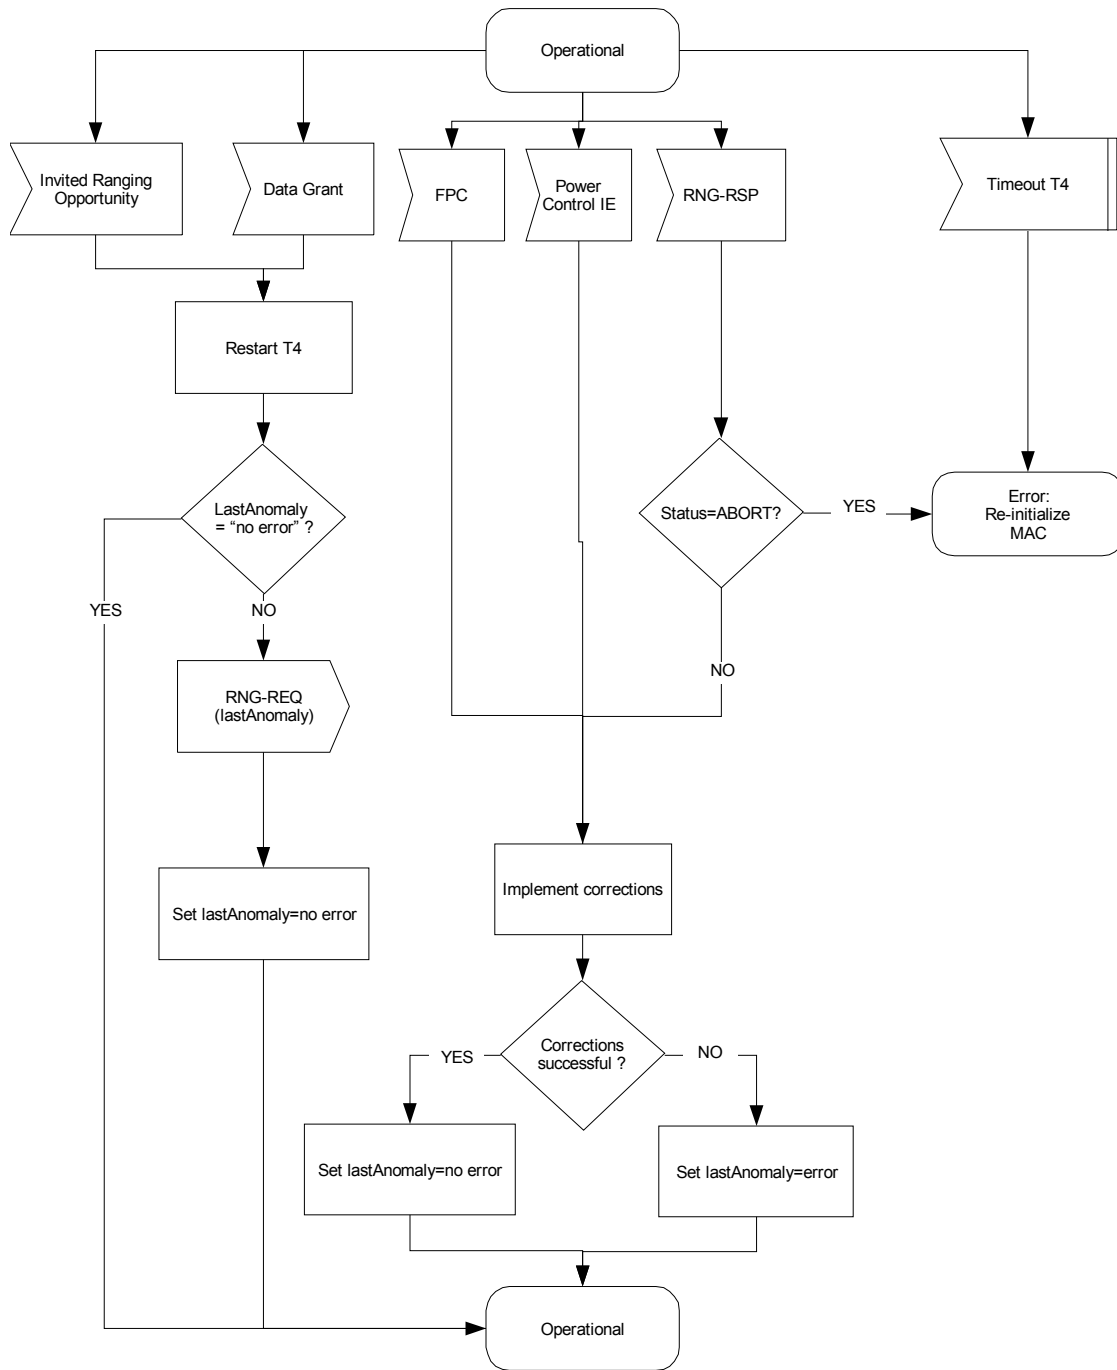 Operational
Invited Ranging
Opportunity
Data Grant
FPC
Power
Control IE
RNG-RSP
Timeout T4
Restart T4
LastAnomaly
= “no error” ?
Status=ABORT?
YES
Error:
Re-initialize
MAC
YES
NO
NO
RNG-REQ
(lastAnomaly)
Implement corrections
Set lastAnomaly=no error
Corrections
successful ?
YES
NO
Set lastAnomaly=no error
Set lastAnomaly=error
Operational